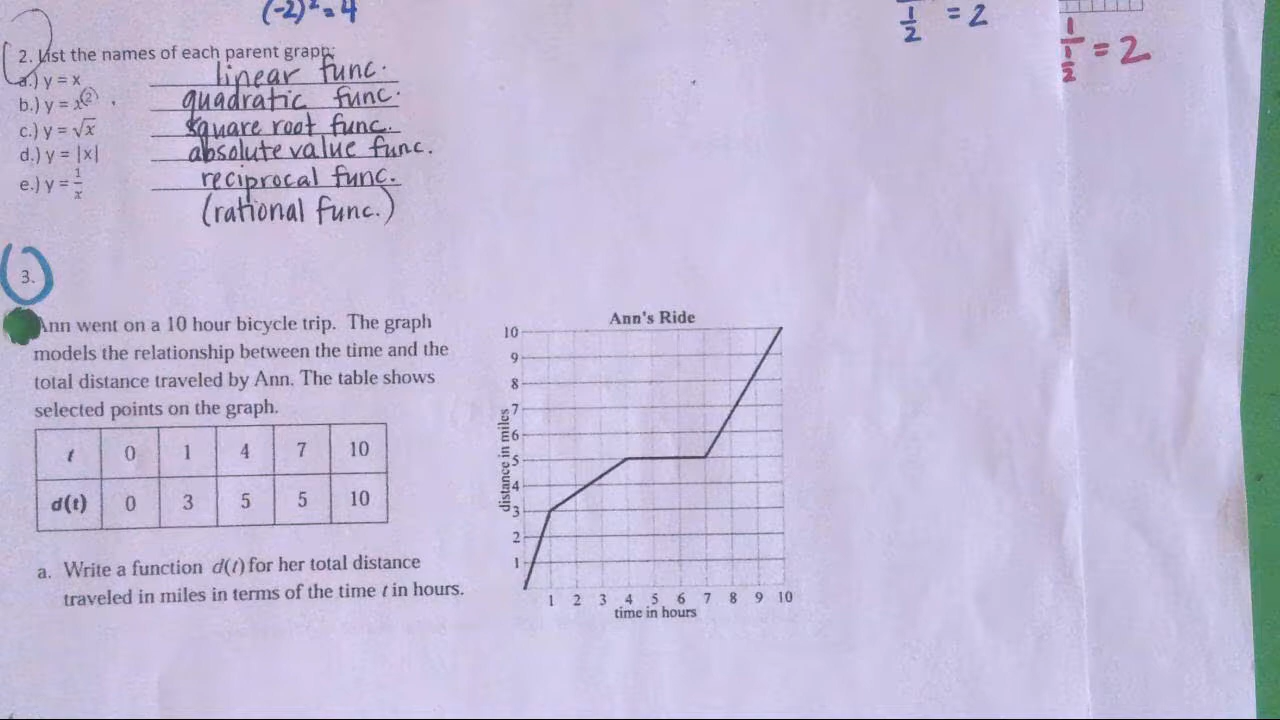 (-2)² = 4
1/2 = 2
1/(1/2) = 2
2. List the names of each parent graph:
a.) y = x linear func.
b.) y = x² quadratic func.
c.) y = √x square root func.
d.) y = |x| absolute value func.
e.) y = 1/x reciprocal func.
(rational func.)
3.
Ann went on a 10 hour bicycle trip. The graph
models the relationship between the time and the
total distance traveled by Ann. The table shows
selected points on the graph.
t 0 1 4 7 10
d(t) 0 3 5 5 10
a. Write a function d(t) for her total distance
traveled in miles in terms of the time t in hours.
Ann's Ride
10
9
8
7
6
5
4
3
2
1
distance in miles
1 2 3 4 5 6 7 8 9 10
time in hours